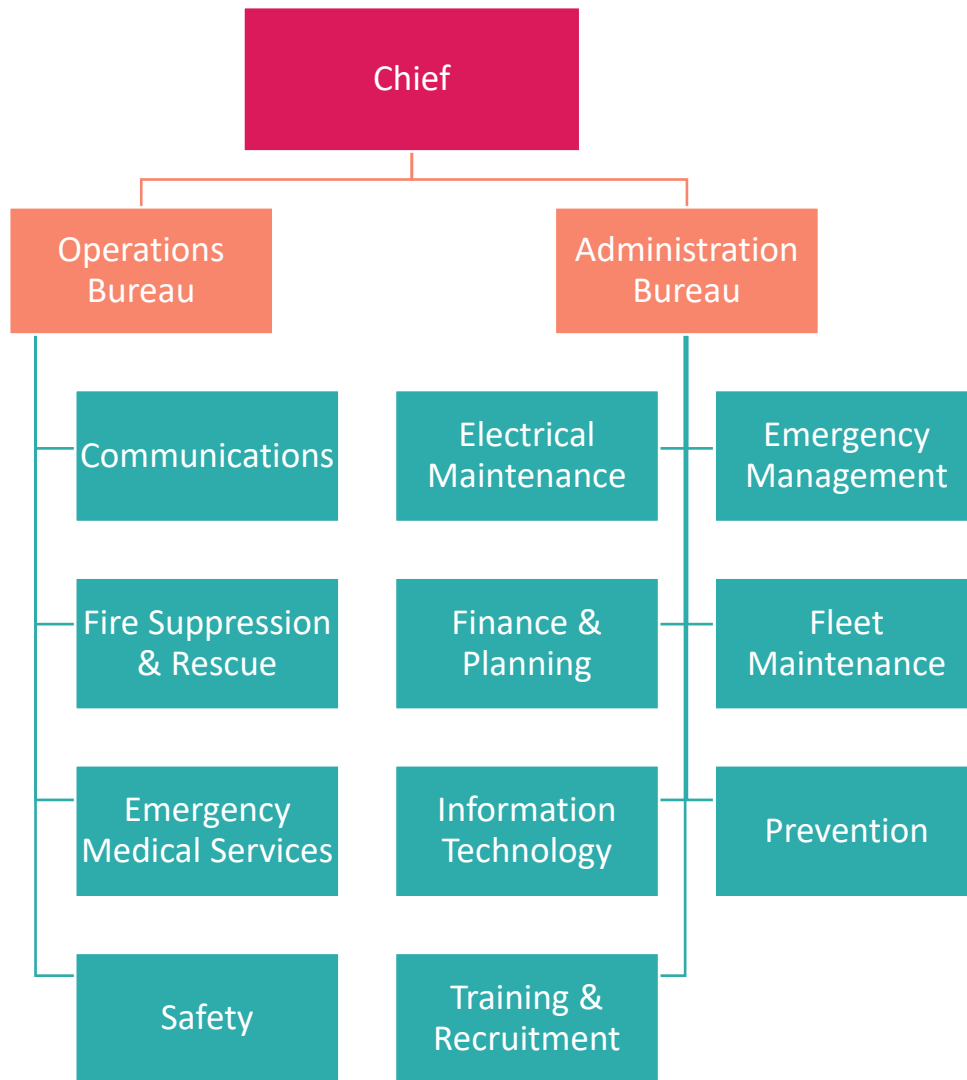 Chief
Operations
Bureau
Administration
Bureau
Communications
Electrical
Maintenance
Emergency
Management
Fire Suppression
& Rescue
Finance &
Planning
Fleet
Maintenance
Emergency
Medical Services
Information
Technology
Prevention
Safety
Training &
Recruitment